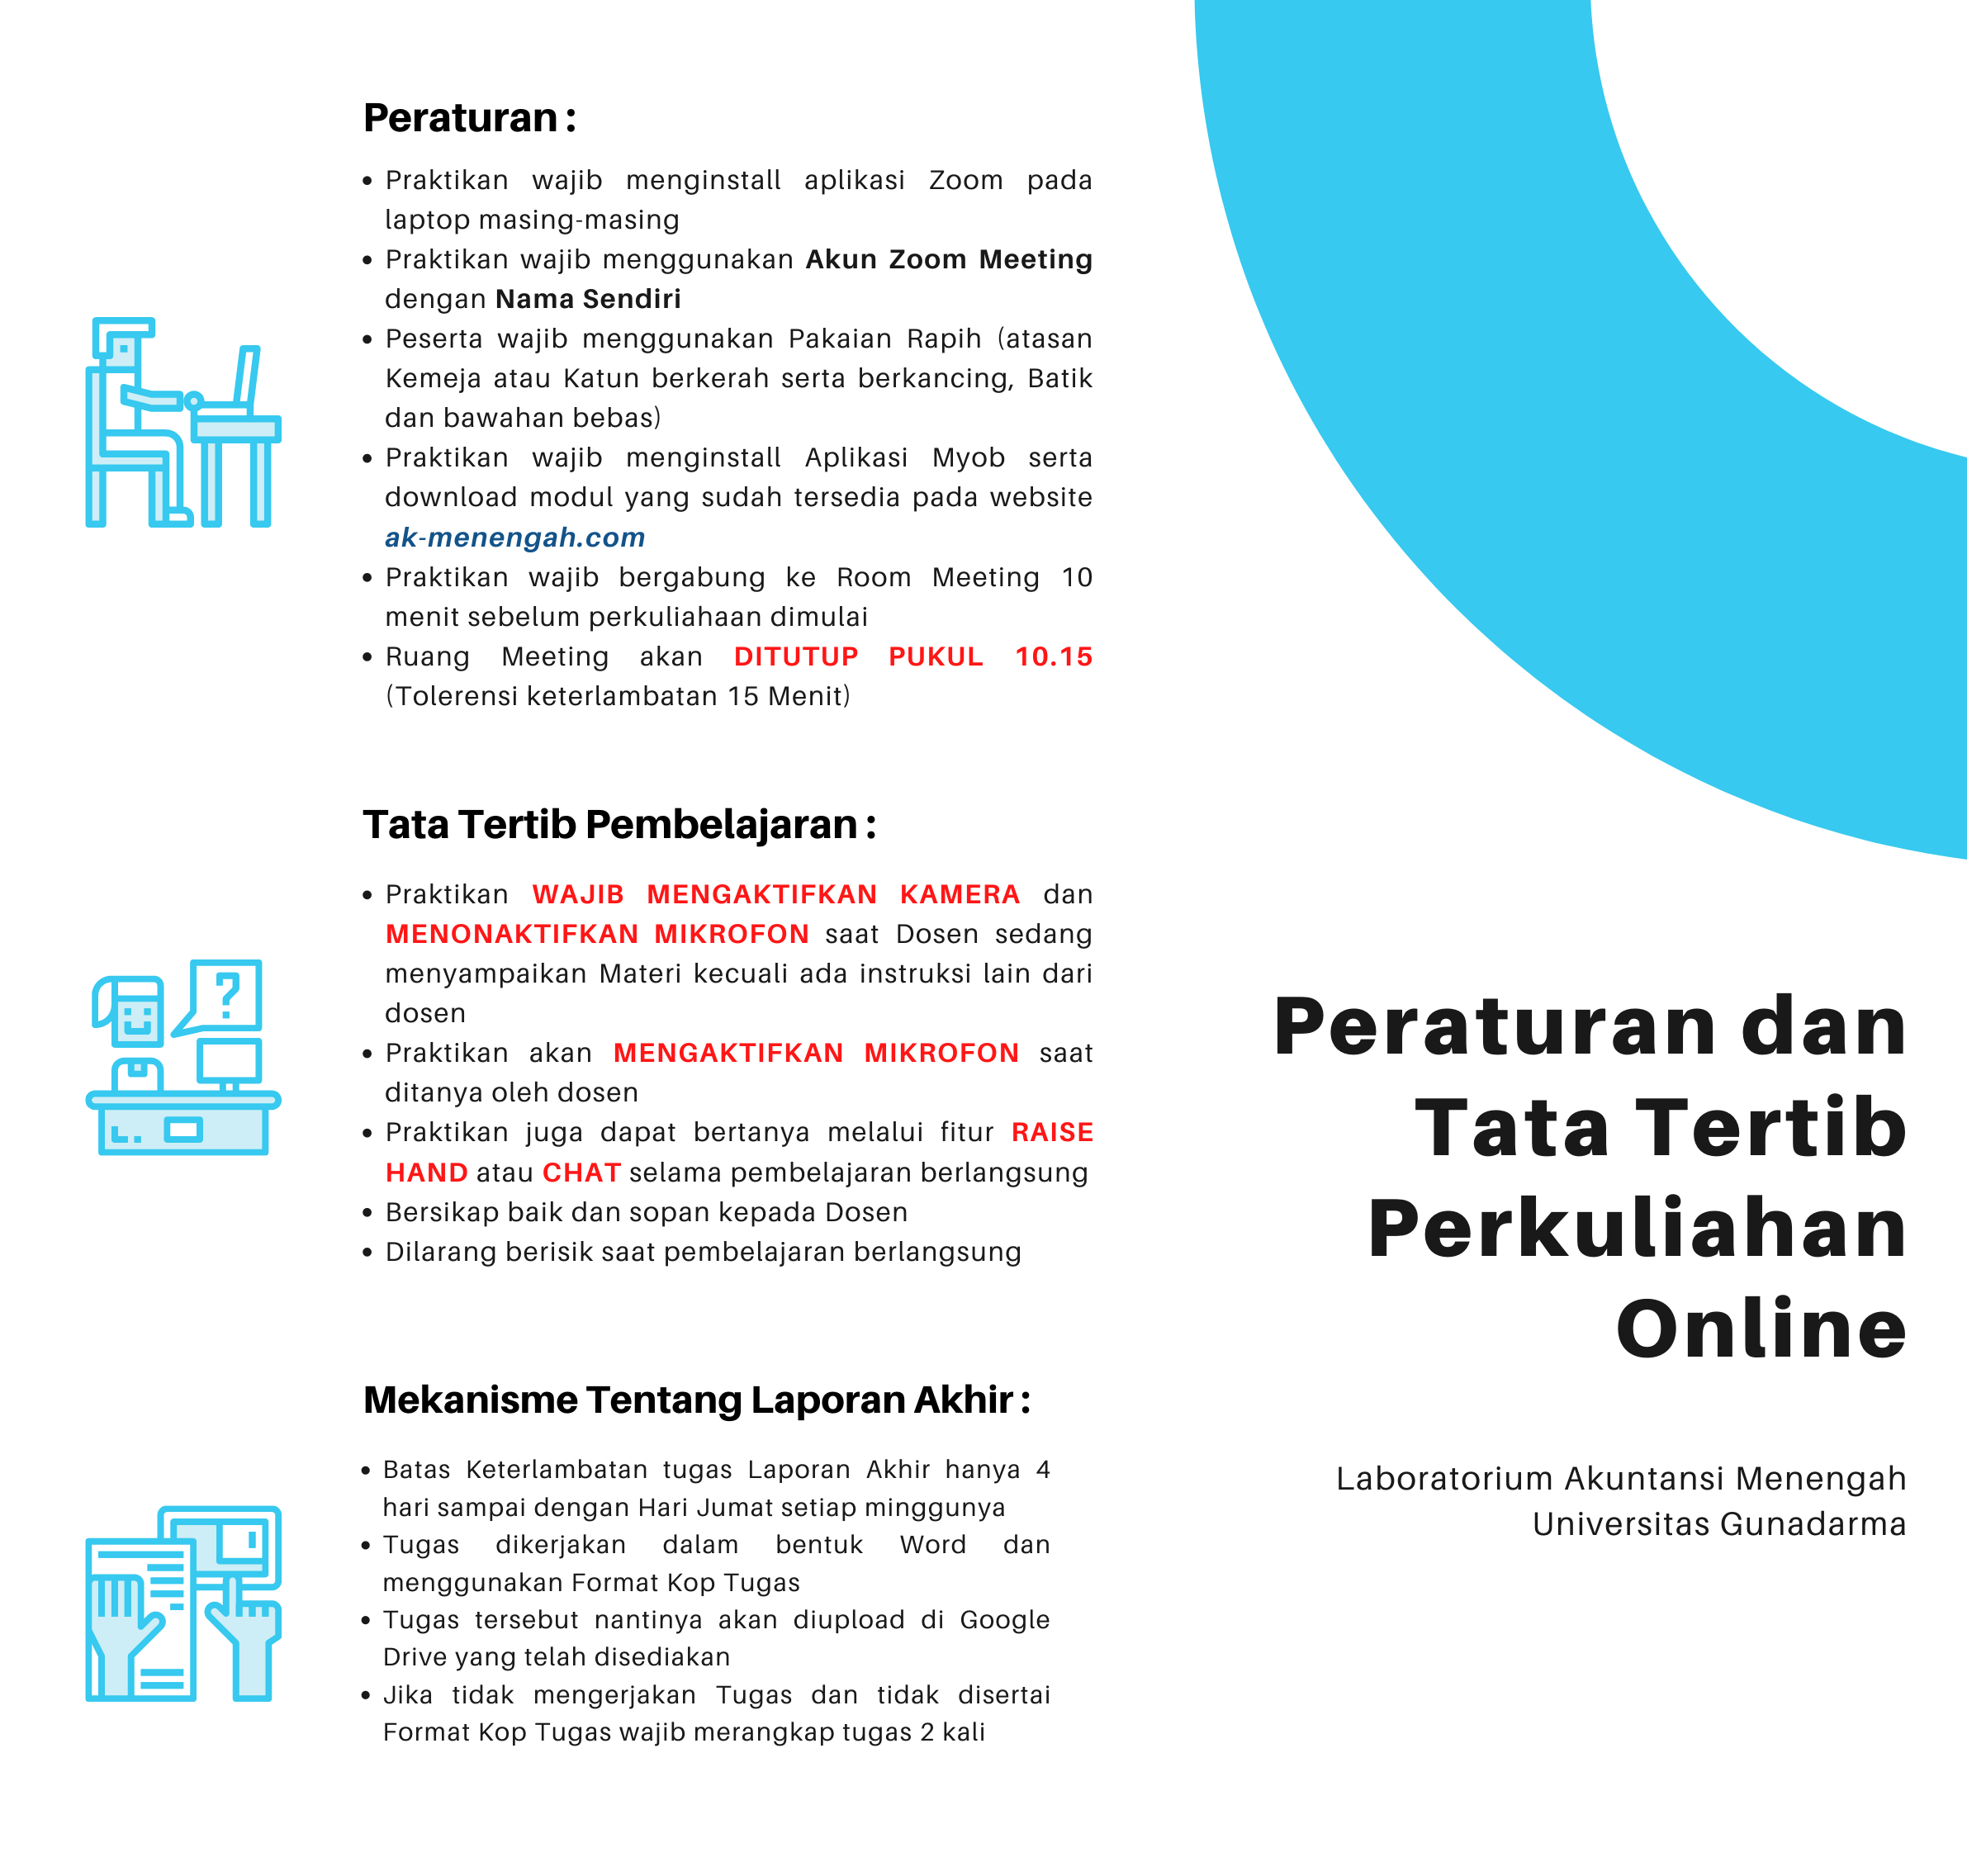 Peraturan :
• Praktikan wajib menginstall aplikasi Zoom pada
laptop masing-masing
• Praktikan wajib menggunakan Akun Zoom Meeting
dengan Nama Sendiri
• Peserta wajib menggunakan Pakaian Rapih (atasan
Kemeja atau Katun berkerah serta berkancing, Batik
dan bawahan bebas)
• Praktikan wajib menginstall Aplikasi Myob serta
download modul yang sudah tersedia pada website
ak-menengah.com
• Praktikan wajib bergabung ke Room Meeting 10
menit sebelum perkuliahaan dimulai
• Ruang Meeting akan DITUTUP PUKUL 10.15
(Tolerensi keterlambatan 15 Menit)
Tata Tertib Pembelajaran :
• Praktikan WAJIB MENGAKTIFKAN KAMERA dan
MENONAKTIFKAN MIKROFON saat Dosen sedang
menyampaikan Materi kecuali ada instruksi lain dari
dosen
• Praktikan akan MENGAKTIFKAN MIKROFON saat
ditanya oleh dosen
• Praktikan juga dapat bertanya melalui fitur RAISE
HAND atau CHAT selama pembelajaran berlangsung
• Bersikap baik dan sopan kepada Dosen
• Dilarang berisik saat pembelajaran berlangsung
?
Mekanisme Tentang Laporan Akhir :
• Batas Keterlambatan tugas Laporan Akhir hanya 4
hari sampai dengan Hari Jumat setiap minggunya
• Tugas dikerjakan dalam bentuk Word dan
menggunakan Format Kop Tugas
• Tugas tersebut nantinya akan diupload di Google
Drive yang telah disediakan
• Jika tidak mengerjakan Tugas dan tidak disertai
Format Kop Tugas wajib merangkap tugas 2 kali
Peraturan dan
Tata Tertib
Perkuliahan
Online
Laboratorium Akuntansi Menengah
Universitas Gunadarma